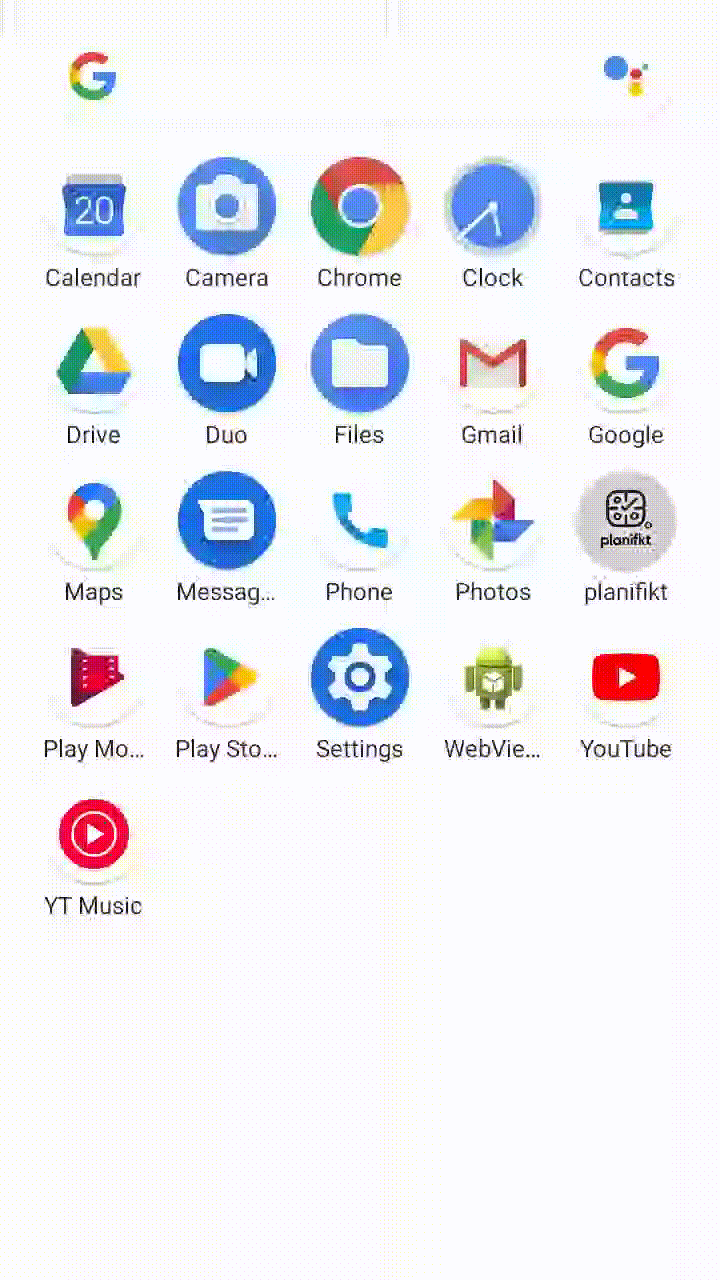 20
Calendar Camera Chrome Clock Contacts
Drive Duo Files Gmail Google
planifkt
Maps Messag... Phone Photos planifikt
Play Mo... Play Sto... Settings WebVie... YouTube
YT Music